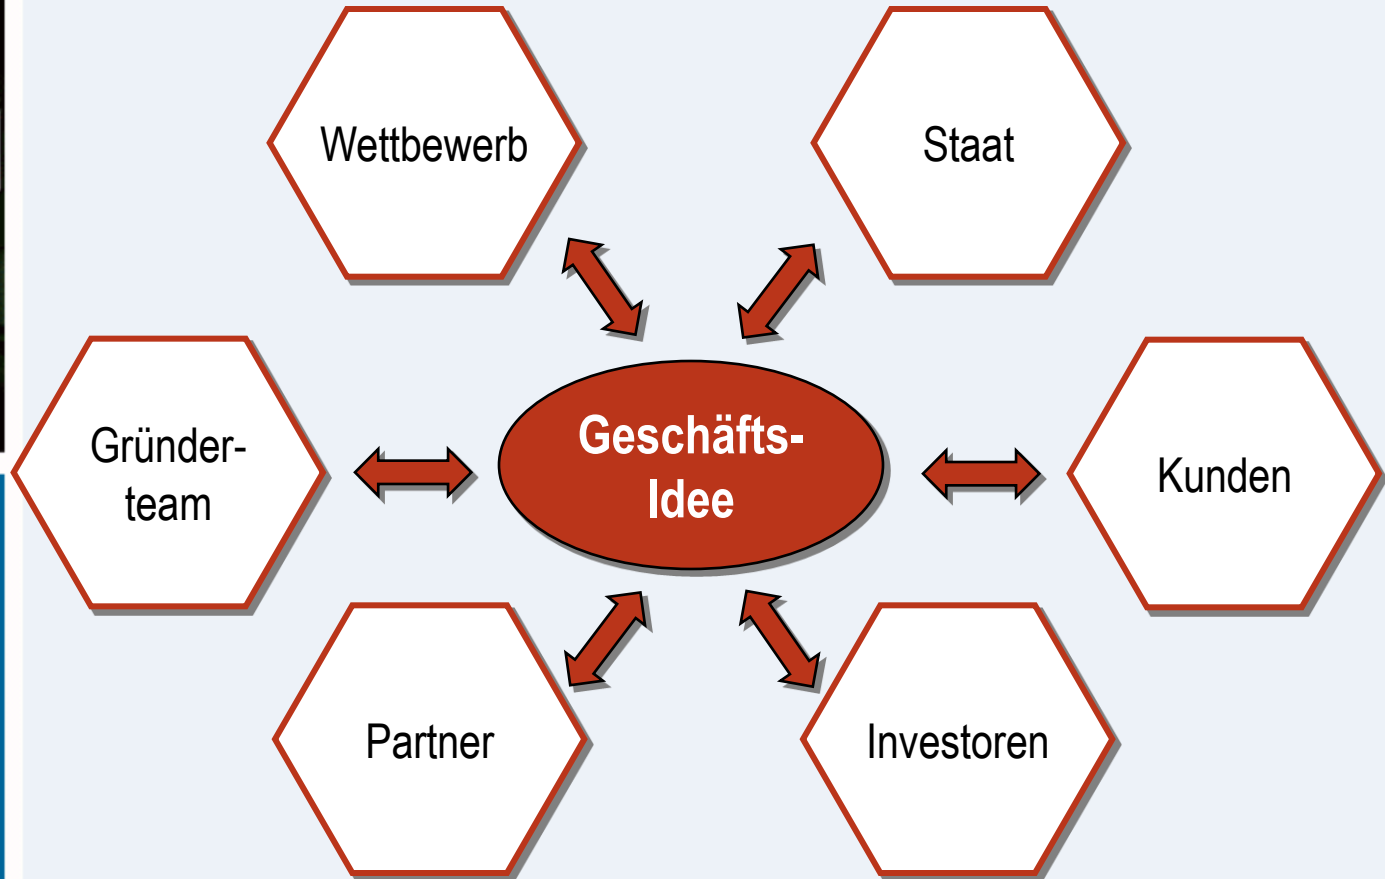 Wettbewerb
Staat
Gründer-
team
Geschäfts-
Idee
Kunden
Partner
Investoren